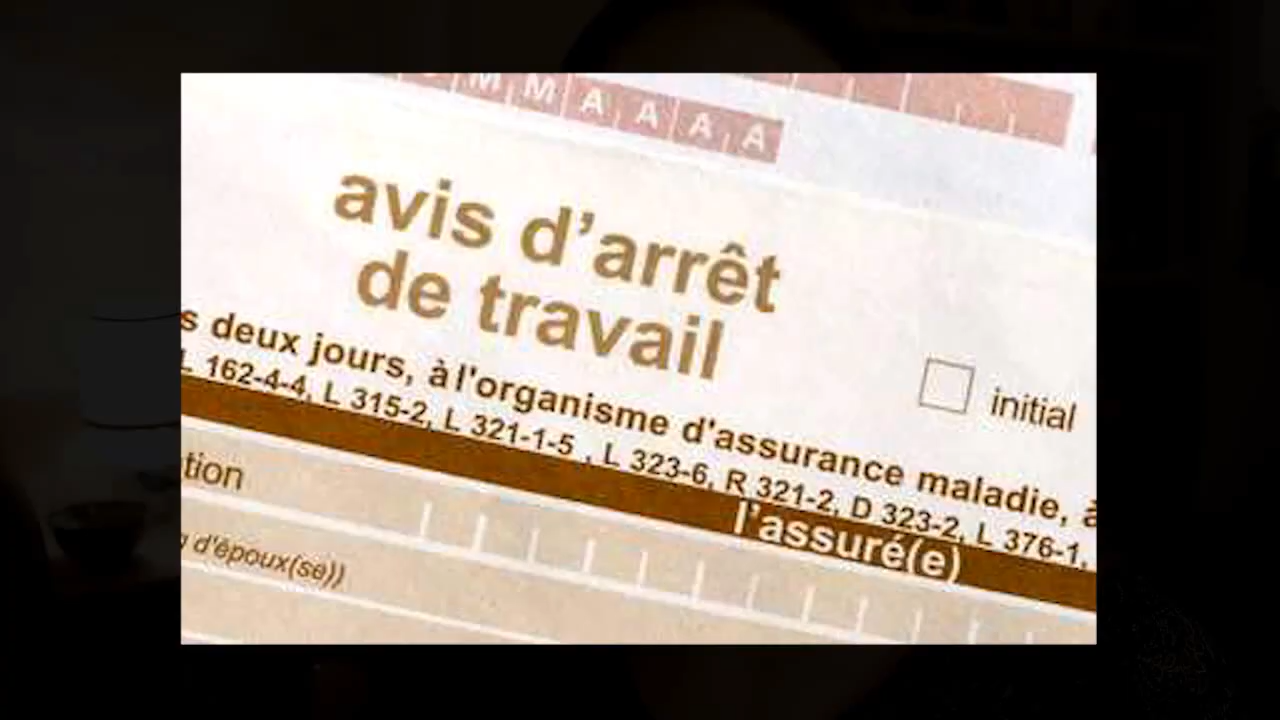 M M A A A A
avis d'arrêt
de travail
s deux jours, à l'organisme d'assurance maladie, à
L 162-4-4, L 315-2, L 321-1-5 , L 323-6, R 321-2, D 323-2, L 376-1,
initial
l'assuré(e)
tion
d'époux(se))